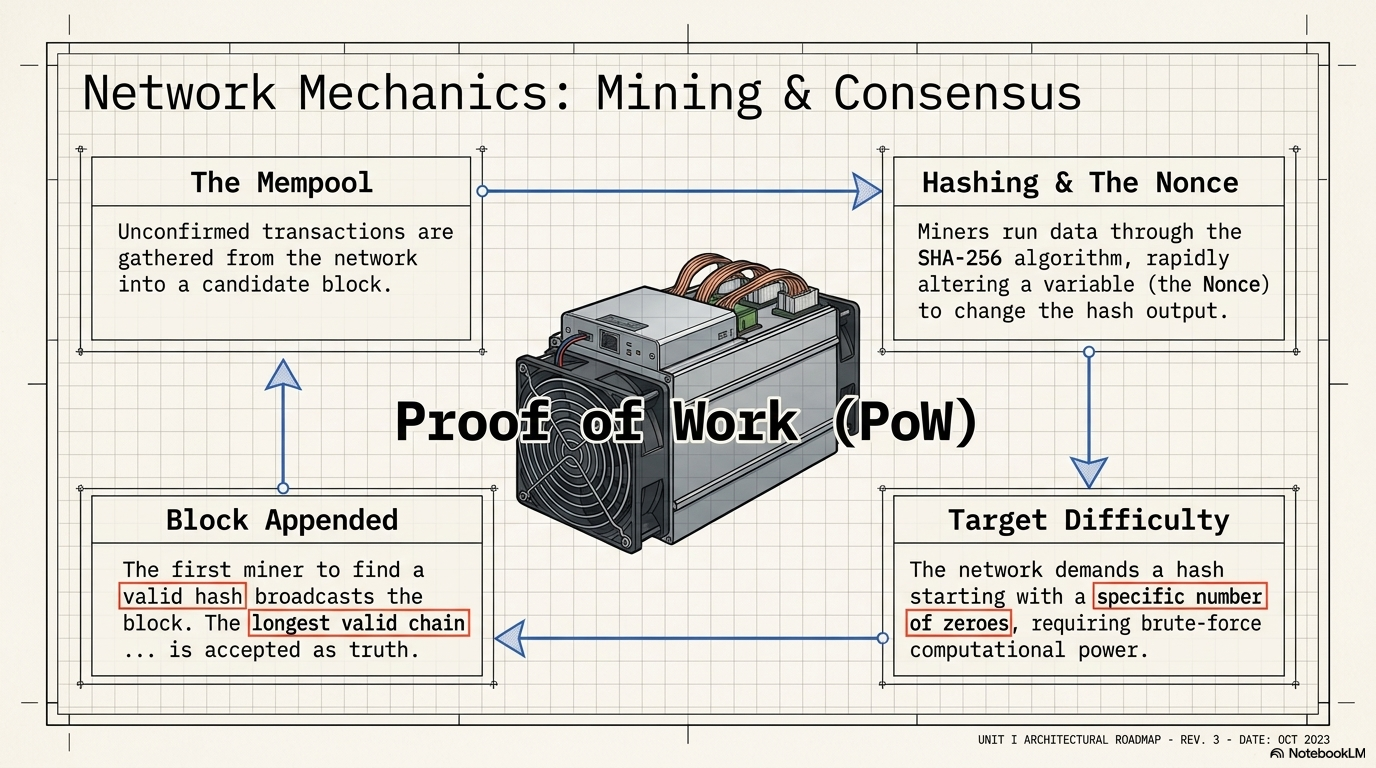 Network Mechanics: Mining & Consensus
The Mempool
Unconfirmed transactions are
gathered from the network
into a candidate block.
Hashing & The Nonce
Miners run data through the
SHA-256 algorithm, rapidly
altering a variable (the Nonce)
to change the hash output.
Proof of Work (PoW)
Block Appended
The first miner to find a
valid hash broadcasts the
block. The longest valid chain
... is accepted as truth.
Target Difficulty
The network demands a hash
starting with a specific number
of zeroes, requiring brute-force
computational power.
UNIT I ARCHITECTURAL ROADMAP - REV. 3 - DATE: OCT 2023
NotebookLM